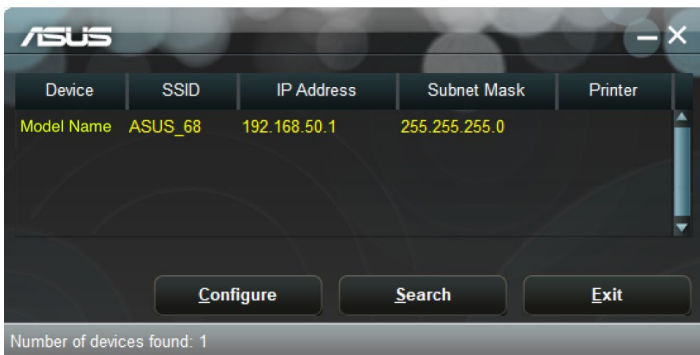 ASUS
Device SSID IP Address Subnet Mask Printer
Model Name ASUS_68 192.168.50.1 255.255.255.0
Configure Search Exit
Number of devices found: 1